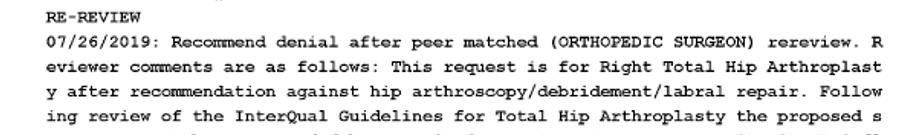 RE-REVIEW
07/26/2019: Recommend denial after peer matched (ORTHOPEDIC SURGEON) rereview. R
eviewer comments are as follows: This request is for Right Total Hip Arthroplast
y after recommendation against hip arthroscopy/debridement/labral repair. Follow
ing review of the InterQual Guidelines for Total Hip Arthroplasty the proposed s